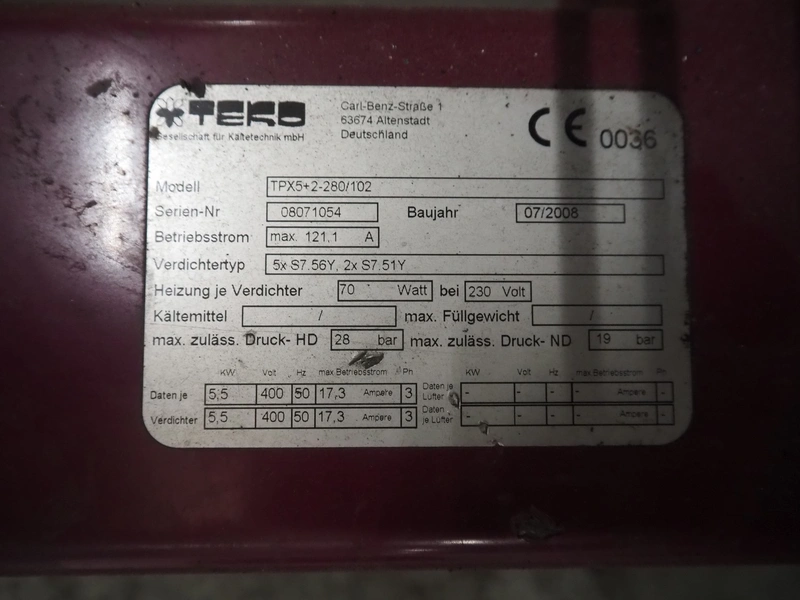 TEKO
Gesellschaft für Kältetechnik mbH
Carl-Benz-Straße 1
63674 Altenstadt
Deutschland
CE 0036
Modell TPX5+2-280/102
Serien-Nr 08071054 Baujahr 07/2008
Betriebsstrom max. 121,1 A
Verdichtertyp 5x S7.56Y, 2x S7.51Y
Heizung je Verdichter 70 Watt bei 230 Volt
Kältemittel / max. Füllgewicht /
max. zuläss. Druck- HD 28 bar max. zuläss. Druck- ND 19 bar
KW Volt Hz max.Betriebsstrom Ph KW Volt Hz max.Betriebsstrom Ph
Daten je 5,5 400 50 17,3 Ampere 3 Daten je Lüfter - - - - Ampere -
Verdichter 5,5 400 50 17,3 Ampere 3 Daten je Lüfter - - - - Ampere -